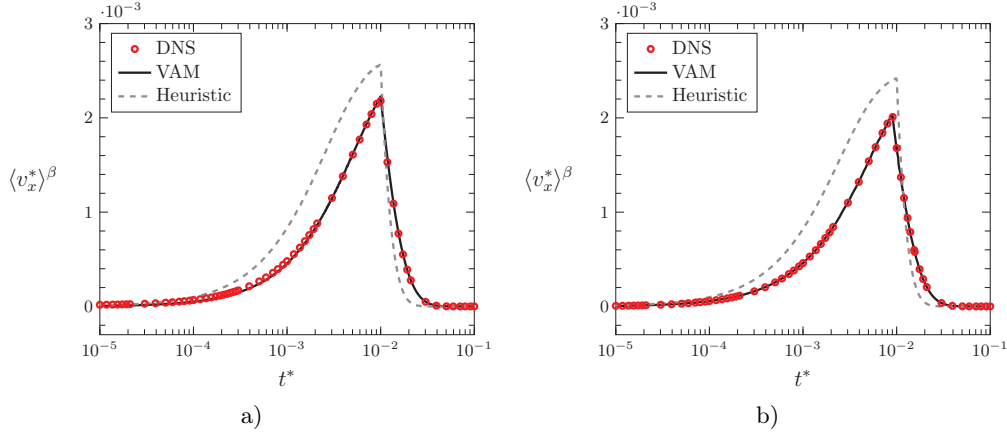 ·10⁻³
3
2
1
0
⟨v*ₓ⟩^β
DNS
VAM
Heuristic
10⁻⁵ 10⁻⁴ 10⁻³ 10⁻² 10⁻¹
t*
a)
·10⁻³
3
2
1
0
⟨v*ₓ⟩^β
DNS
VAM
Heuristic
10⁻⁵ 10⁻⁴ 10⁻³ 10⁻² 10⁻¹
t*
b)